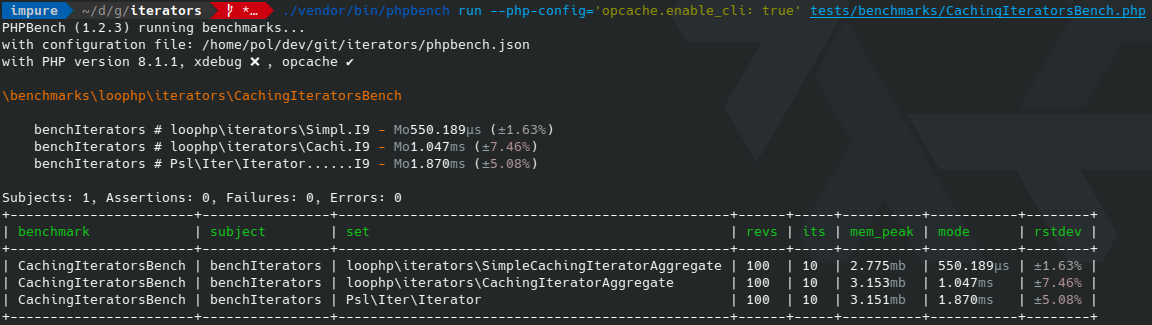 impure ~/d/g/iterators *… ./vendor/bin/phpbench run --php-config='opcache.enable_cli: true' tests/benchmarks/CachingIteratorsBench.php
PHPBench (1.2.3) running benchmarks...
with configuration file: /home/pol/dev/git/iterators/phpbench.json
with PHP version 8.1.1, xdebug ❌ , opcache ✔
\benchmarks\loophp\iterators\CachingIteratorsBench
benchIterators # loophp\iterators\Simpl.I9 - Mo550.189μs (±1.63%)
benchIterators # loophp\iterators\Cachi.I9 - Mo1.047ms (±7.46%)
benchIterators # Psl\Iter\Iterator......I9 - Mo1.870ms (±5.08%)
Subjects: 1, Assertions: 0, Failures: 0, Errors: 0
+-----------------------+----------------+-------------------------------------------------+------+-----+----------+-----------+--------+
| benchmark | subject | set | revs | its | mem_peak | mode | rstdev |
+-----------------------+----------------+-------------------------------------------------+------+-----+----------+-----------+--------+
| CachingIteratorsBench | benchIterators | loophp\iterators\SimpleCachingIteratorAggregate | 100 | 10 | 2.775mb | 550.189μs | ±1.63% |
| CachingIteratorsBench | benchIterators | loophp\iterators\CachingIteratorAggregate | 100 | 10 | 3.153mb | 1.047ms | ±7.46% |
| CachingIteratorsBench | benchIterators | Psl\Iter\Iterator | 100 | 10 | 3.151mb | 1.870ms | ±5.08% |
+-----------------------+----------------+-------------------------------------------------+------+-----+----------+-----------+--------+